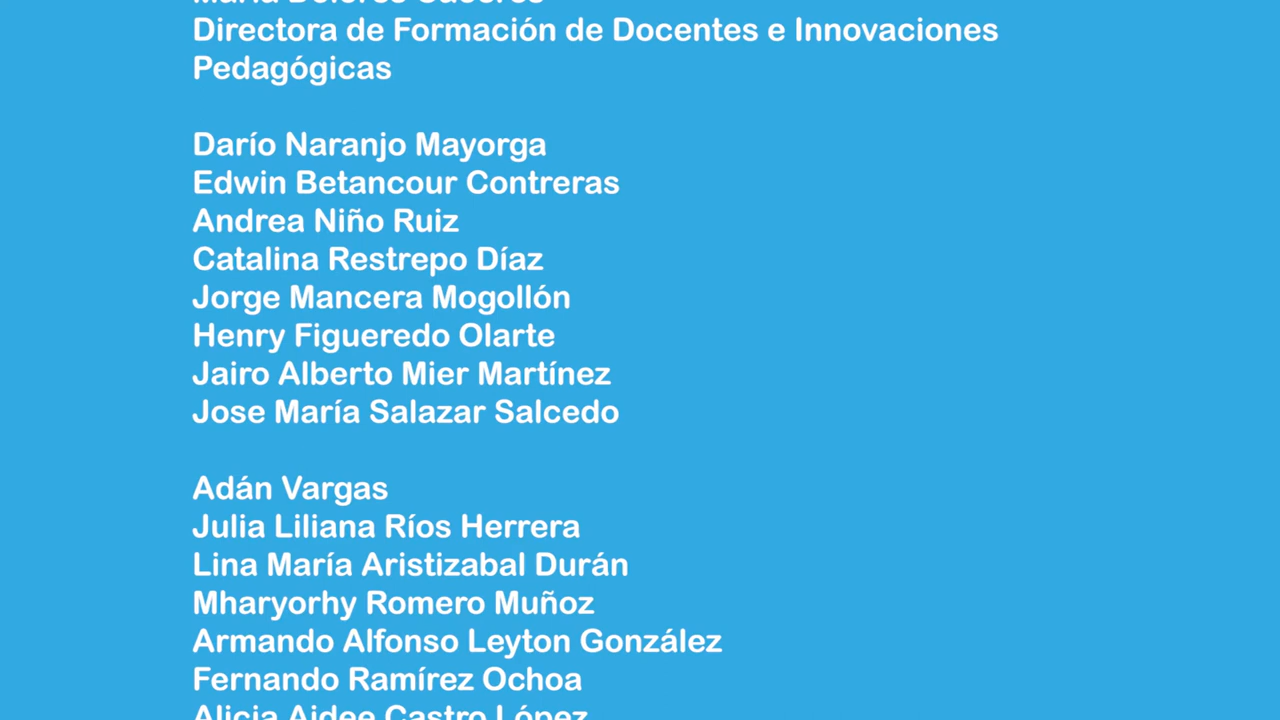 María Dolores Cáceres
Directora de Formación de Docentes e Innovaciones
Pedagógicas
Darío Naranjo Mayorga
Edwin Betancour Contreras
Andrea Niño Ruiz
Catalina Restrepo Díaz
Jorge Mancera Mogollón
Henry Figueredo Olarte
Jairo Alberto Mier Martínez
Jose María Salazar Salcedo
Adán Vargas
Julia Liliana Ríos Herrera
Lina María Aristizabal Durán
Mharyorhy Romero Muñoz
Armando Alfonso Leyton González
Fernando Ramírez Ochoa
Alicia Aidee Castro López